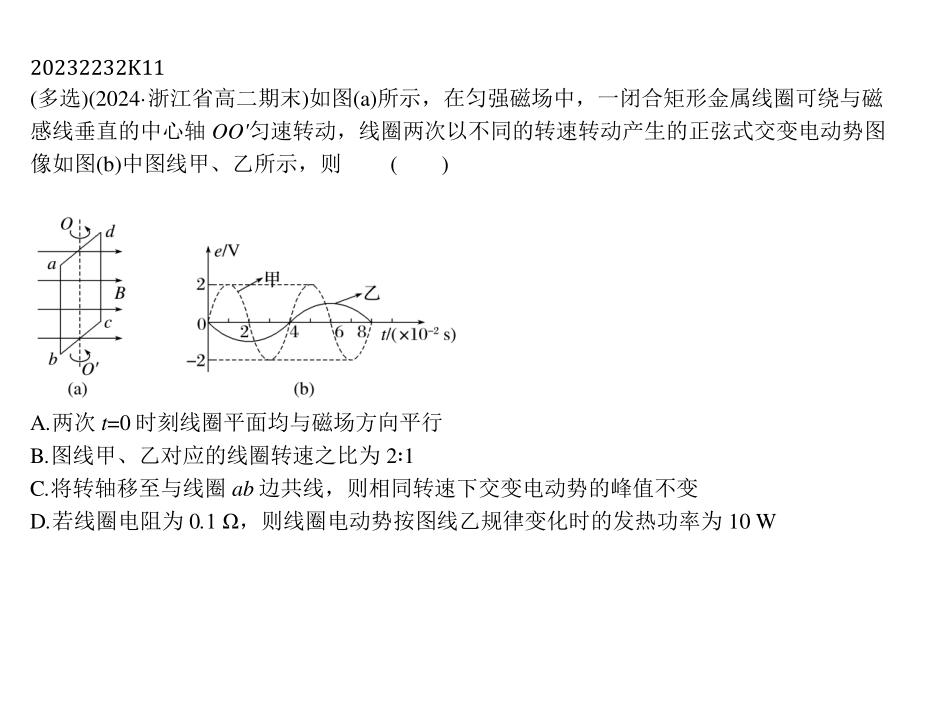 20232232K11
(多选)(2024·浙江省高二期末)如图(a)所示，在匀强磁场中，一闭合矩形金属线圈可绕与磁
感线垂直的中心轴 OO′匀速转动，线圈两次以不同的转速转动产生的正弦式交变电动势图
像如图(b)中图线甲、乙所示，则 ( )
O
d
a
B
c
b
O′
(a)
e/V
2
甲
乙
0
2
4
6
8
t/(×10⁻² s)
−2
(b)
A.两次 t=0 时刻线圈平面均与磁场方向平行
B.图线甲、乙对应的线圈转速之比为 2∶1
C.将转轴移至与线圈 ab 边共线，则相同转速下交变电动势的峰值不变
D.若线圈电阻为 0.1 Ω，则线圈电动势按图线乙规律变化时的发热功率为 10 W